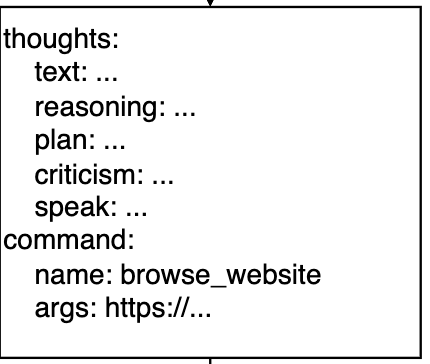 thoughts:
text: ...
reasoning: ...
plan: ...
criticism: ...
speak: ...
command:
name: browse_website
args: https://...